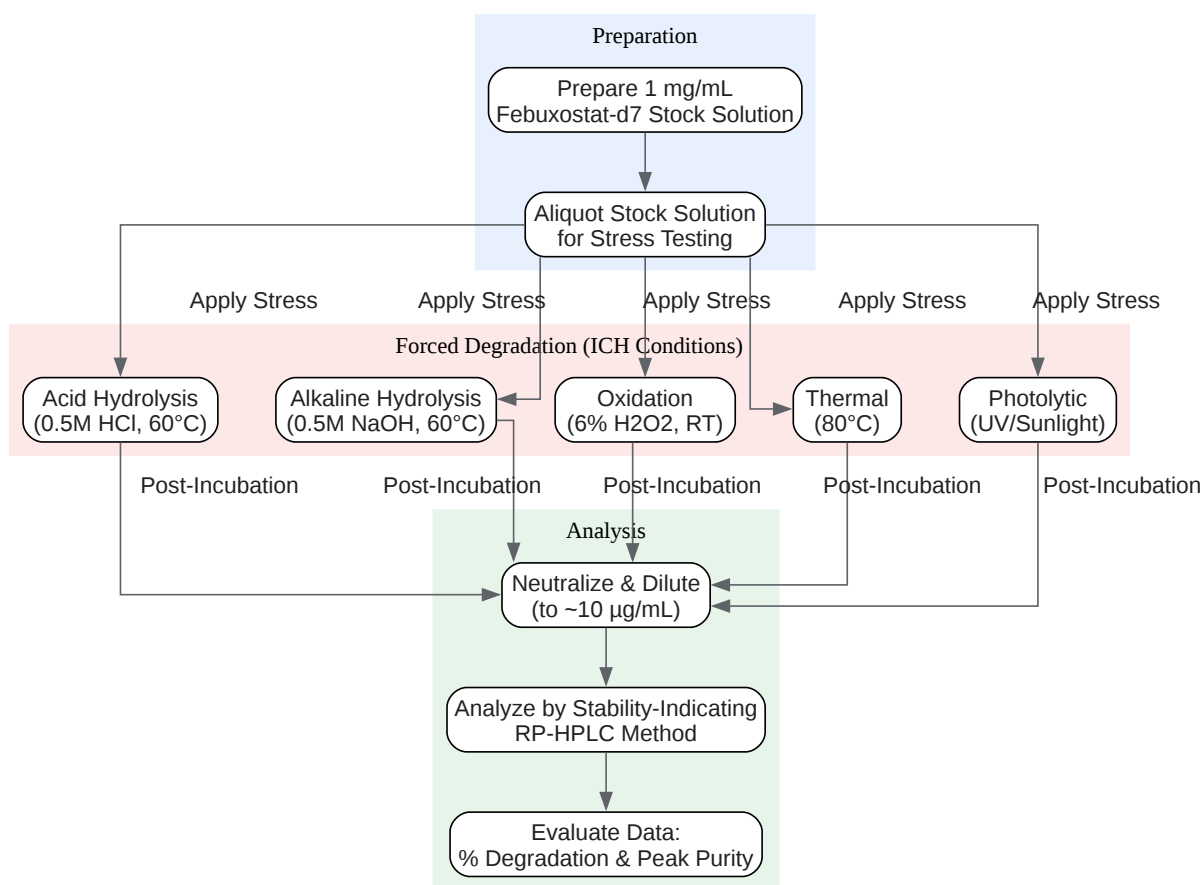 Preparation
Prepare 1 mg/mL
Febuxostat-d7 Stock Solution
Aliquot Stock Solution
for Stress Testing
Apply Stress
Apply Stress
Apply Stress
Apply Stress
Apply Stress
Forced Degradation (ICH Conditions)
Acid Hydrolysis
(0.5M HCl, 60°C)
Alkaline Hydrolysis
(0.5M NaOH, 60°C)
Oxidation
(6% H2O2, RT)
Thermal
(80°C)
Photolytic
(UV/Sunlight)
Post-Incubation
Post-Incubation
Post-Incubation
Post-Incubation
Post-Incubation
Analysis
Neutralize & Dilute
(to ~10 µg/mL)
Analyze by Stability-Indicating
RP-HPLC Method
Evaluate Data:
% Degradation & Peak Purity